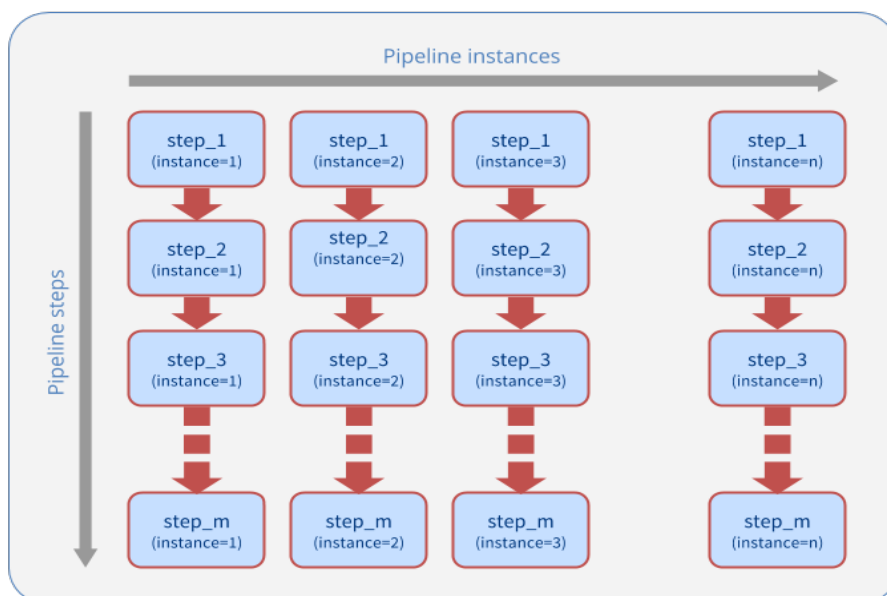 Pipeline instances
Pipeline steps
step_1
(instance=1)
step_1
(instance=2)
step_1
(instance=3)
step_1
(instance=n)
step_2
(instance=1)
step_2
(instance=2)
step_2
(instance=3)
step_2
(instance=n)
step_3
(instance=1)
step_3
(instance=2)
step_3
(instance=3)
step_3
(instance=n)
step_m
(instance=1)
step_m
(instance=2)
step_m
(instance=3)
step_m
(instance=n)